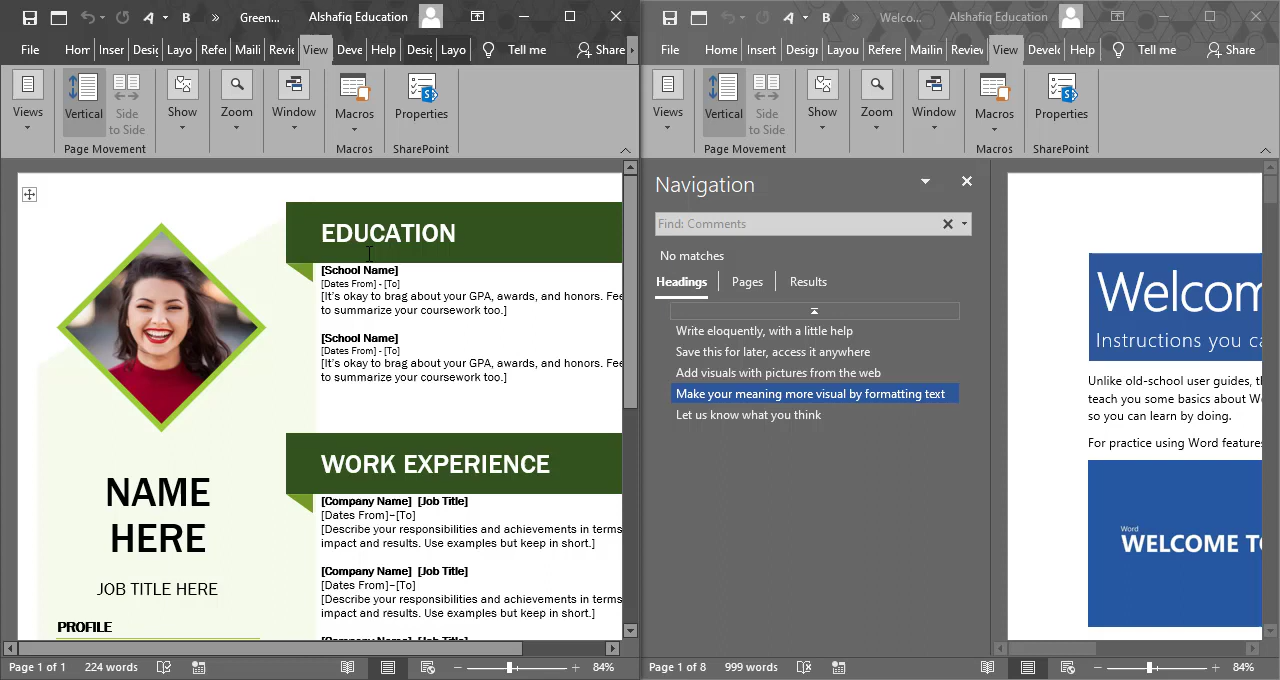 Green...
Alshafiq Education
File
Hor
Inser
Desig
Layo
Refe
Maili
Revie
View
Deve
Help
Desig
Layo
Tell me
Share
Views
Vertical
Side
to Side
Page Movement
Show
Zoom
Window
Macros
Macros
Properties
SharePoint
EDUCATION
[School Name]
[Dates From] - [To]
[It's okay to brag about your GPA, awards, and honors. Fee
to summarize your coursework too.]
[School Name]
[Dates From] - [To]
[It's okay to brag about your GPA, awards, and honors. Fee
to summarize your coursework too.]
WORK EXPERIENCE
[Company Name] [Job Title]
[Dates From]–[To]
[Describe your responsibilities and achievements in terms
impact and results. Use examples but keep in short.]
[Company Name] [Job Title]
[Dates From]–[To]
[Describe your responsibilities and achievements in terms
impact and results. Use examples but keep in short.]
NAME
HERE
JOB TITLE HERE
PROFILE
Page 1 of 1
224 words
84%
Welco...
Alshafiq Education
File
Home
Insert
Design
Layou
Refere
Mailin
Review
View
Develo
Help
Tell me
Share
Views
Vertical
Side
to Side
Page Movement
Show
Zoom
Window
Macros
Macros
Properties
SharePoint
Navigation
Find: Comments
No matches
Headings
Pages
Results
Write eloquently, with a little help
Save this for later, access it anywhere
Add visuals with pictures from the web
Make your meaning more visual by formatting text
Let us know what you think
Welcom
Instructions you ca
Unlike old-school user guides, t
teach you some basics about W
so you can learn by doing.
For practice using Word features
Word
WELCOME TO
Page 1 of 8
999 words
84%